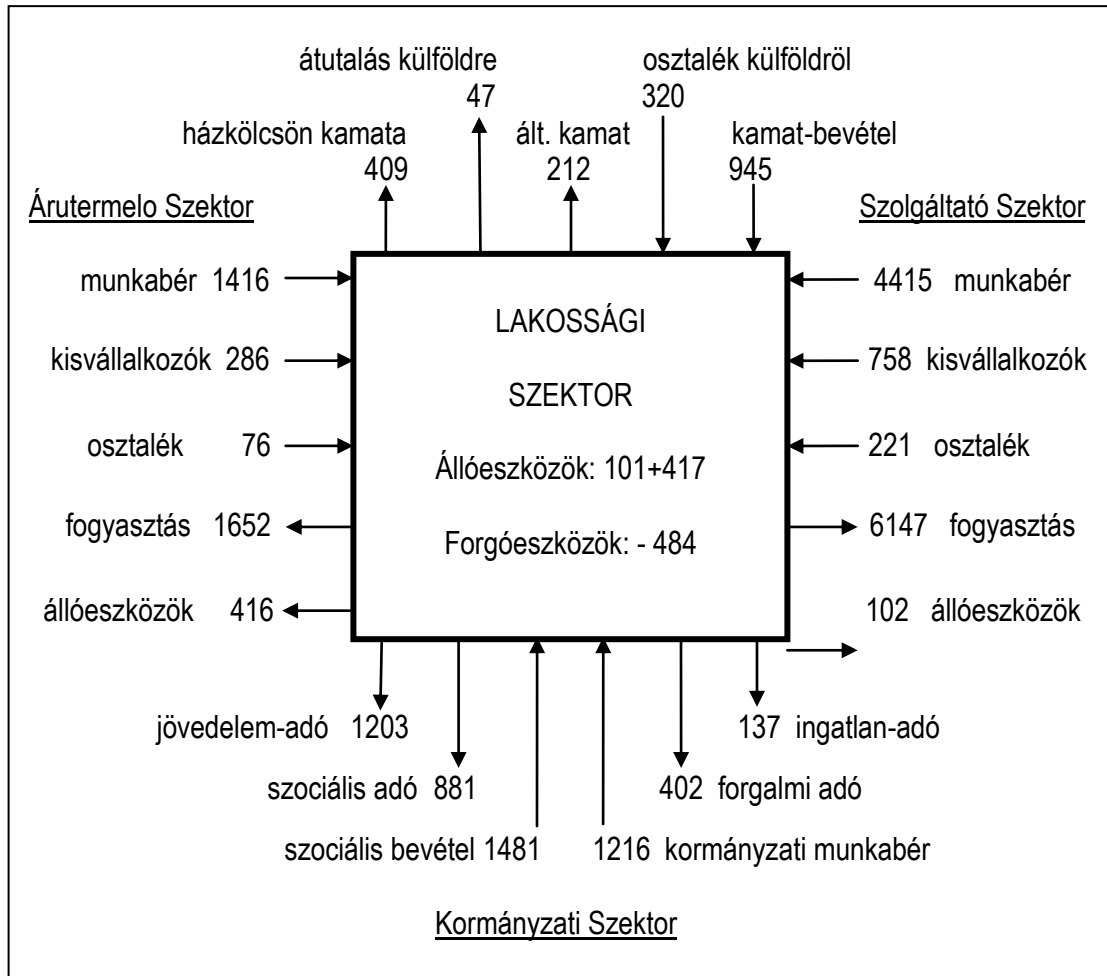 átutalás külföldre osztalék külföldröl
47 320
házkölcsön kamata ált. kamat kamat-bevétel
409 212 945
Árutermelo Szektor Szolgáltató Szektor
munkabér 1416 4415 munkabér
LAKOSSÁGI
kisvállalkozók 286 758 kisvállalkozók
SZEKTOR
osztalék 76 221 osztalék
Állóeszközök: 101+417
fogyasztás 1652 6147 fogyasztás
Forgóeszközök: - 484
állóeszközök 416 102 állóeszközök
jövedelem-adó 1203 137 ingatlan-adó
szociális adó 881 402 forgalmi adó
szociális bevétel 1481 1216 kormányzati munkabér
Kormányzati Szektor